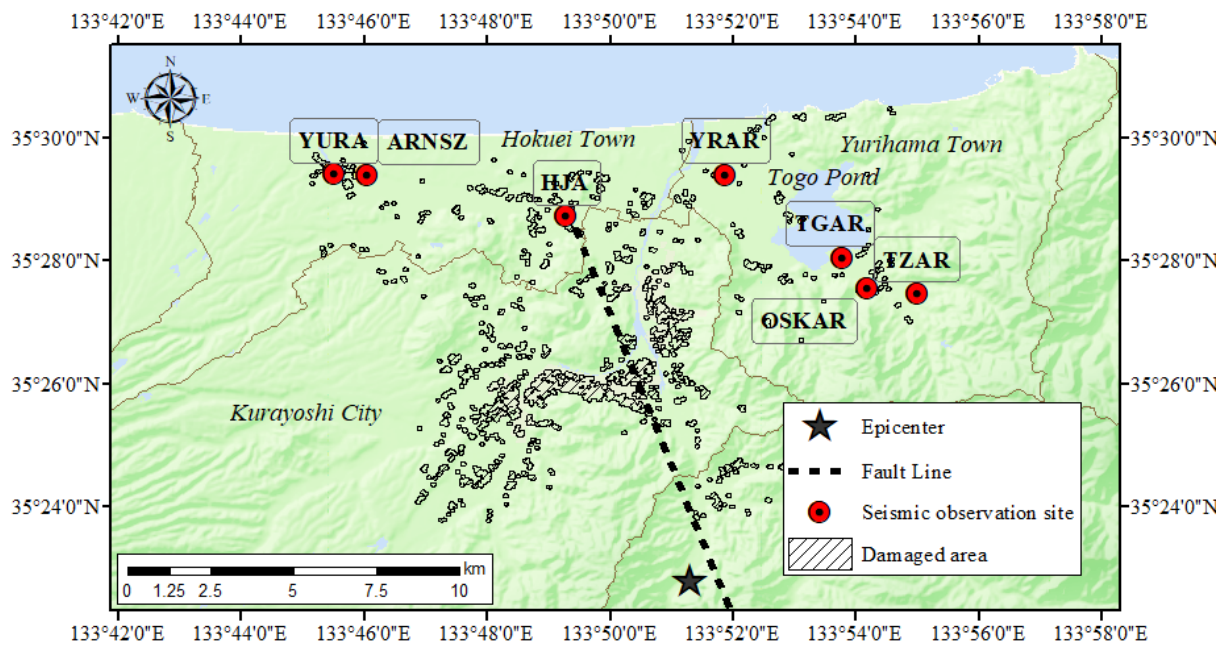 133°42'0"E 133°44'0"E 133°46'0"E 133°48'0"E 133°50'0"E 133°52'0"E 133°54'0"E 133°56'0"E 133°58'0"E
N
W E
S
35°30'0"N YURA ARNSZ Hokuei Town YRAR Yurihama Town 35°30'0"N
Togo Pond
HJA
TGAR
35°28'0"N TZAR 35°28'0"N
OSKAR
35°26'0"N 35°26'0"N
Kurayoshi City
Epicenter
Fault Line
35°24'0"N Seismic observation site 35°24'0"N
Damaged area
km
0 1.25 2.5 5 7.5 10
133°42'0"E 133°44'0"E 133°46'0"E 133°48'0"E 133°50'0"E 133°52'0"E 133°54'0"E 133°56'0"E 133°58'0"E